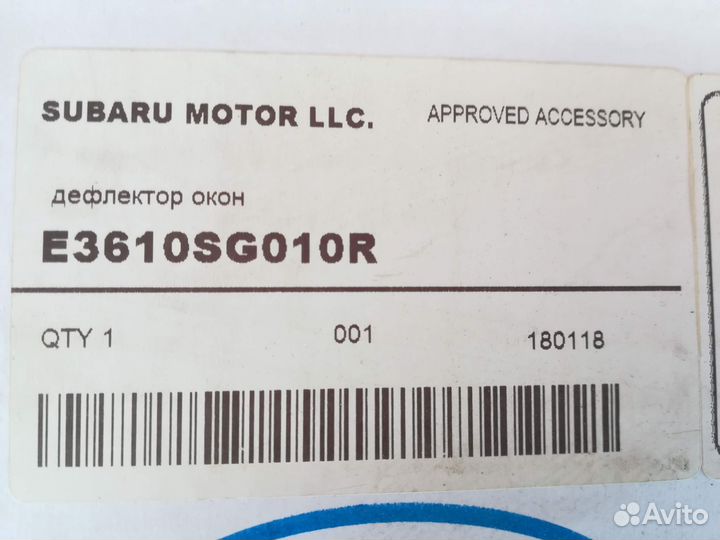 SUBARU MOTOR LLC. APPROVED ACCESSORY
дефлектор окон
E3610SG010R
QTY 1 001 180118
Avito